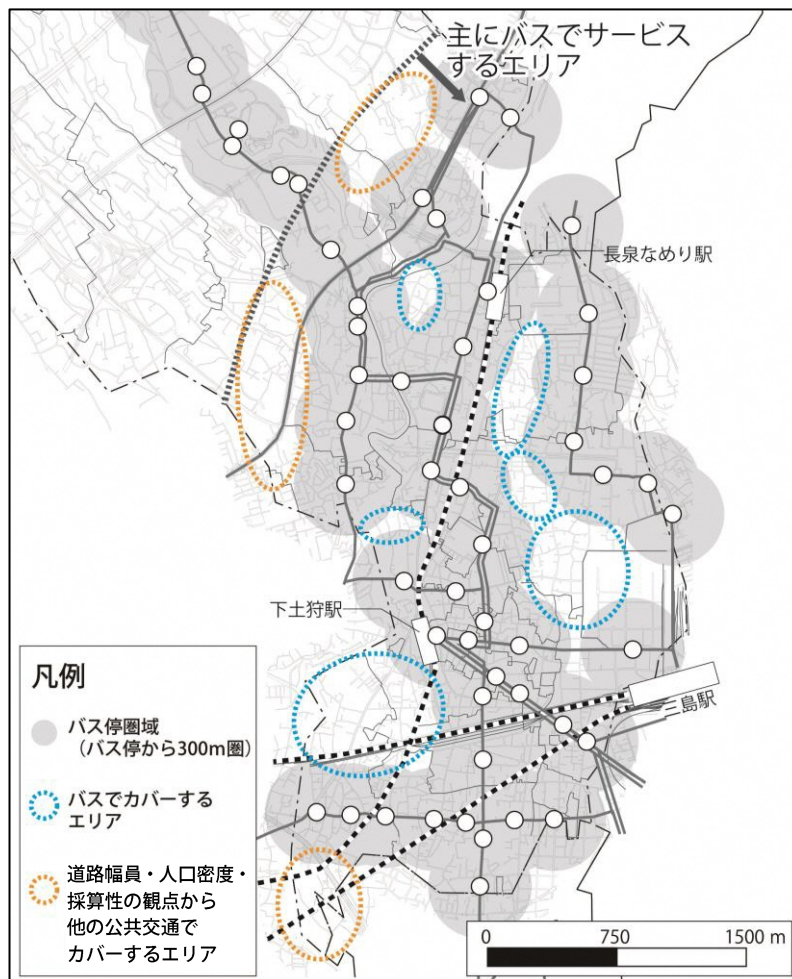 主にバスでサービス
するエリア
長泉なめり駅
下土狩駅
三島駅
凡例
バス停圏域
(バス停から300m圏)
バスでカバーする
エリア
道路幅員・人口密度・
採算性の観点から
他の公共交通で
カバーするエリア
0 750 1500 m